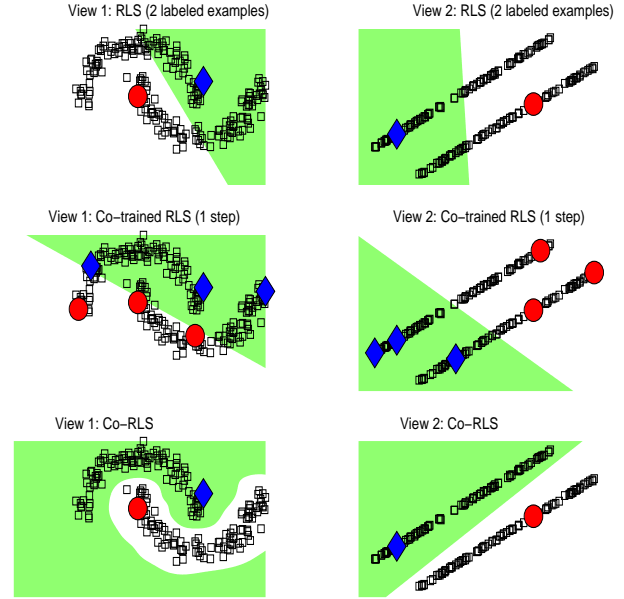 View 1: RLS (2 labeled examples)
View 2: RLS (2 labeled examples)
View 1: Co-trained RLS (1 step)
View 2: Co-trained RLS (1 step)
View 1: Co−RLS
View 2: Co−RLS